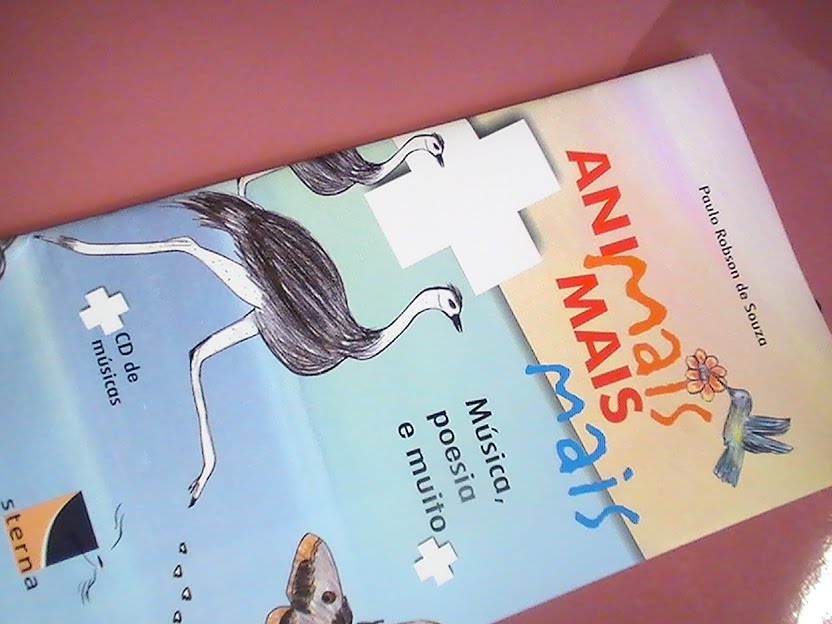 Paulo Robson de Souza
ANImais
MAIS
mais
Música,
poesia
e muito
CD de
músicas
sterna